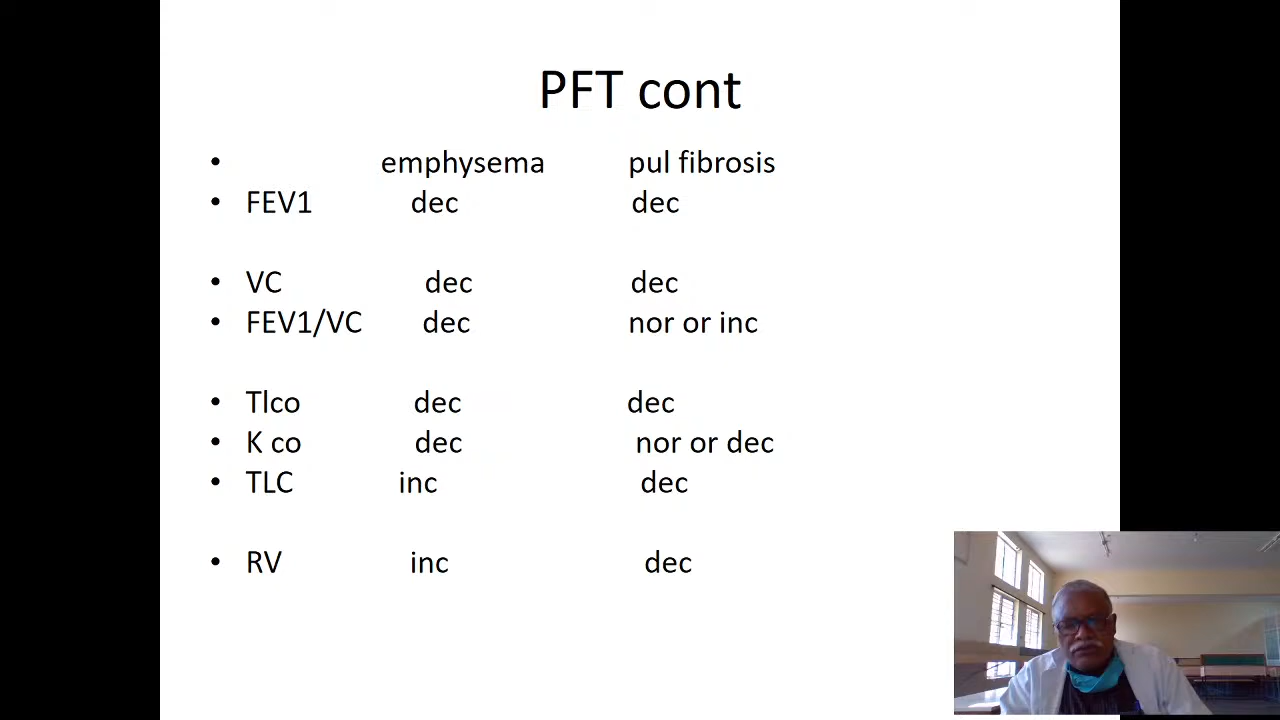 PFT cont
• emphysema pul fibrosis
• FEV1 dec dec
• VC dec dec
• FEV1/VC dec nor or inc
• Tlco dec dec
• K co dec nor or dec
• TLC inc dec
• RV inc dec